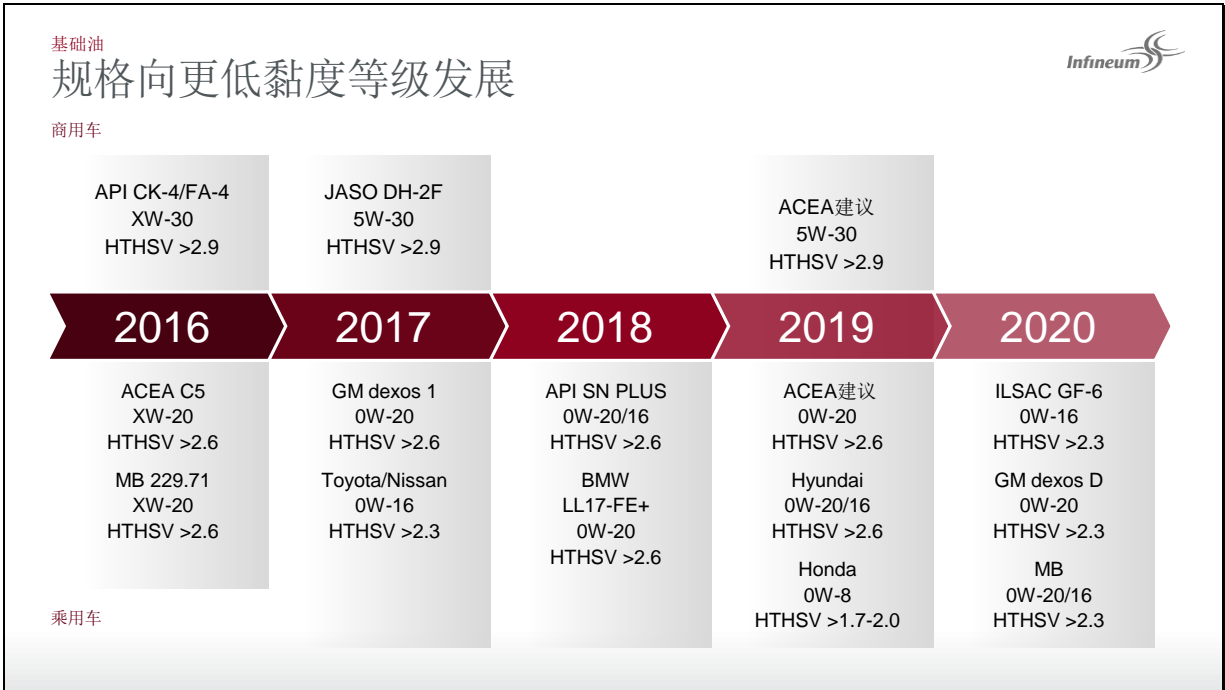 基础油
规格向更低黏度等级发展
Infineum
商用车
API CK-4/FA-4
XW-30
HTHSV >2.9
JASO DH-2F
5W-30
HTHSV >2.9
ACEA建议
5W-30
HTHSV >2.9
2016
2017
2018
2019
2020
ACEA C5
XW-20
HTHSV >2.6
MB 229.71
XW-20
HTHSV >2.6
GM dexos 1
0W-20
HTHSV >2.6
Toyota/Nissan
0W-16
HTHSV >2.3
API SN PLUS
0W-20/16
HTHSV >2.6
BMW
LL17-FE+
0W-20
HTHSV >2.6
ACEA建议
0W-20
HTHSV >2.6
Hyundai
0W-20/16
HTHSV >2.6
Honda
0W-8
HTHSV >1.7-2.0
ILSAC GF-6
0W-16
HTHSV >2.3
GM dexos D
0W-20
HTHSV >2.3
MB
0W-20/16
HTHSV >2.3
乘用车